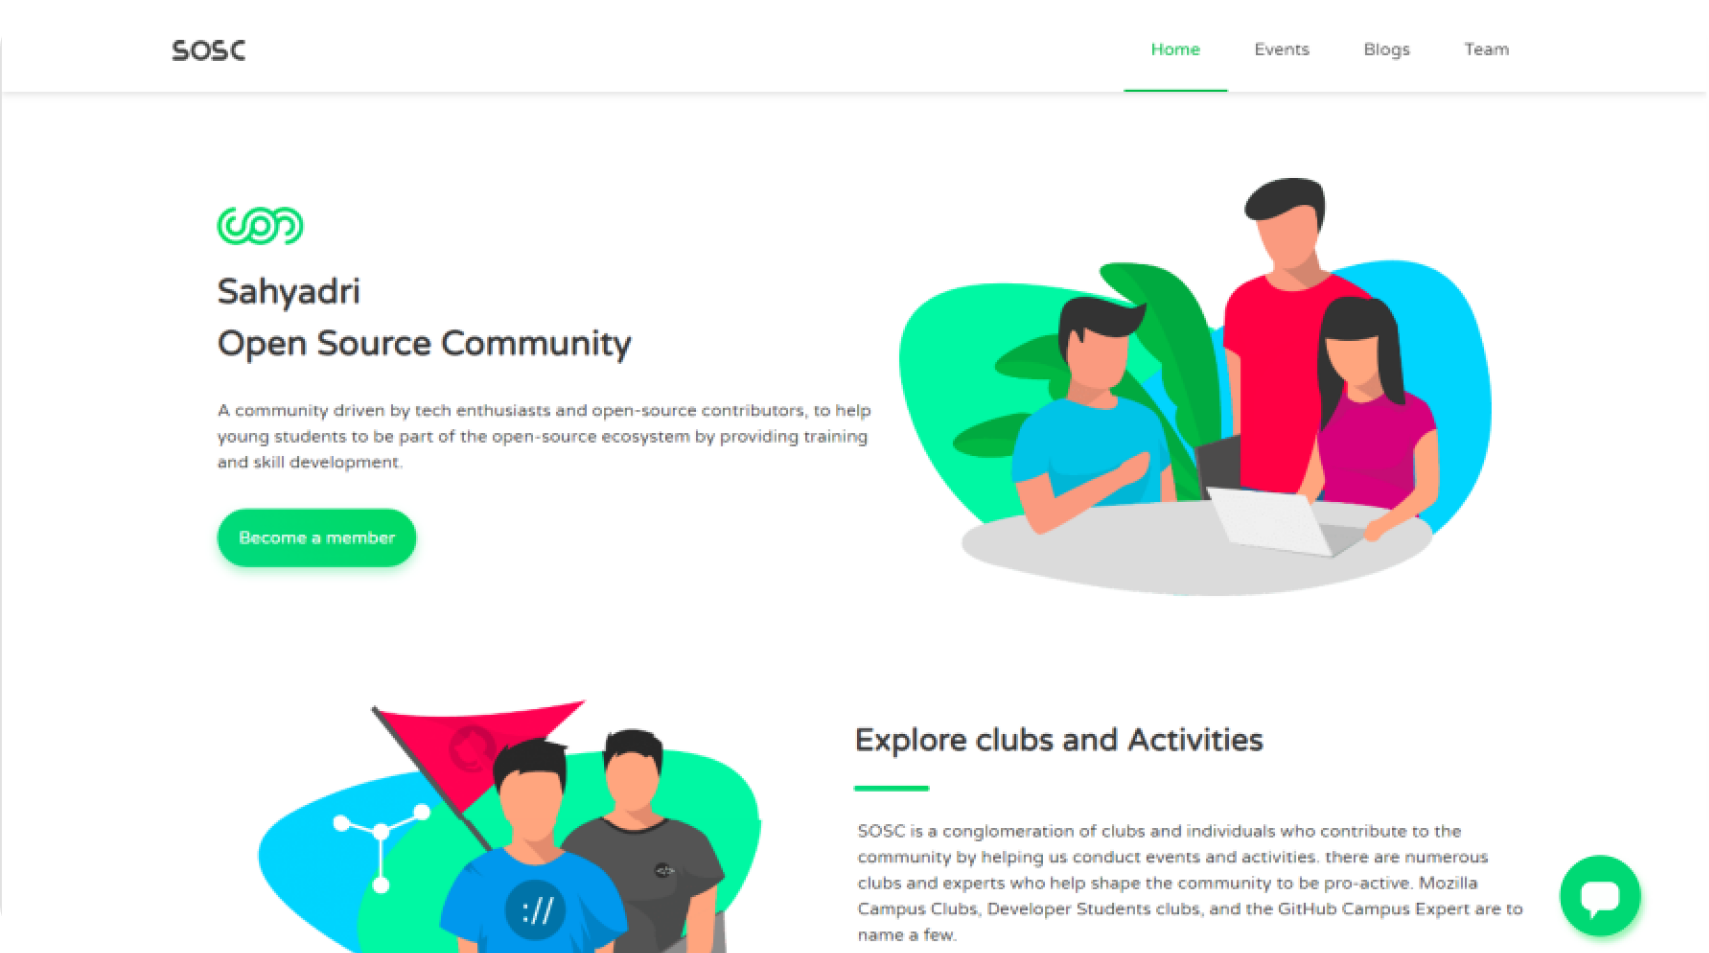 SOSC
Home
Events
Blogs
Team
Sahyadri
Open Source Community
A community driven by tech enthusiasts and open-source contributors, to help
young students to be part of the open-source ecosystem by providing training
and skill development.
Become a member
Explore clubs and Activities
SOSC is a conglomeration of clubs and individuals who contribute to the
community by helping us conduct events and activities. there are numerous
clubs and experts who help shape the community to be pro-active. Mozilla
Campus Clubs, Developer Students clubs, and the GitHub Campus Expert are to
name a few.
://
</>